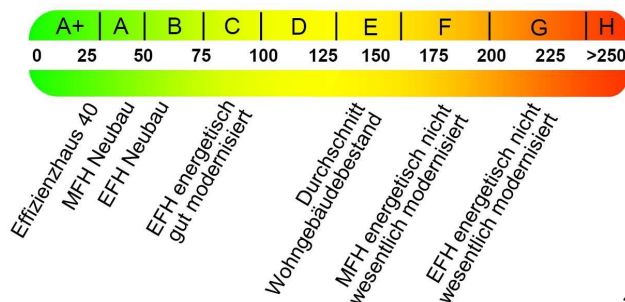 A+ A B C D E F G H
0 25 50 75 100 125 150 175 200 225 >250
Effizienzhaus 40
MFH Neubau
EFH Neubau
EFH energetisch
gut modernisiert
Durchschnitt
Wohngebäudebestand
MFH energetisch nicht
wesentlich modernisiert
EFH energetisch nicht
wesentlich modernisiert